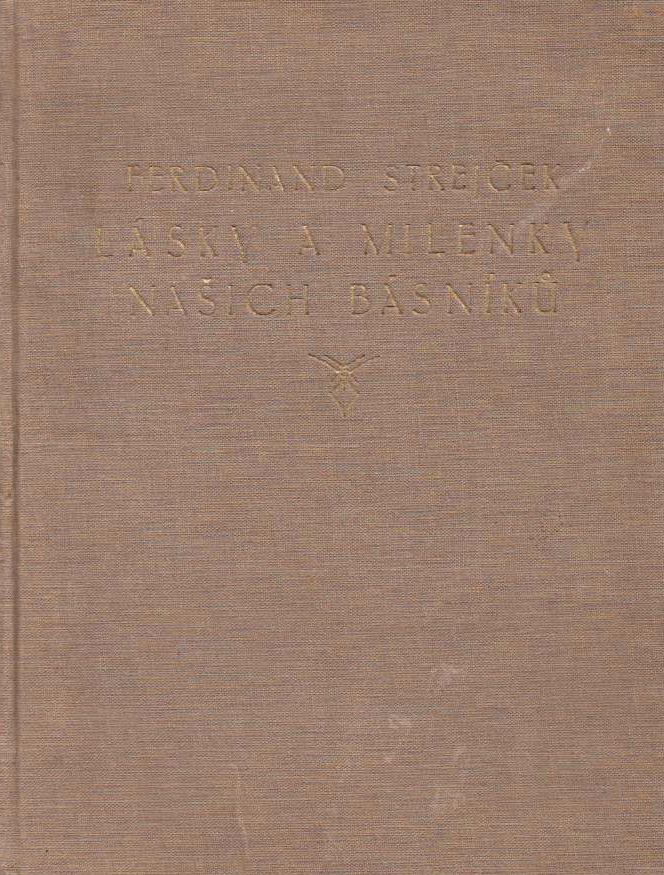 FERDINAND STREJČEK
LÁSKY A MILENKY
NAŠICH BÁSNÍKŮ